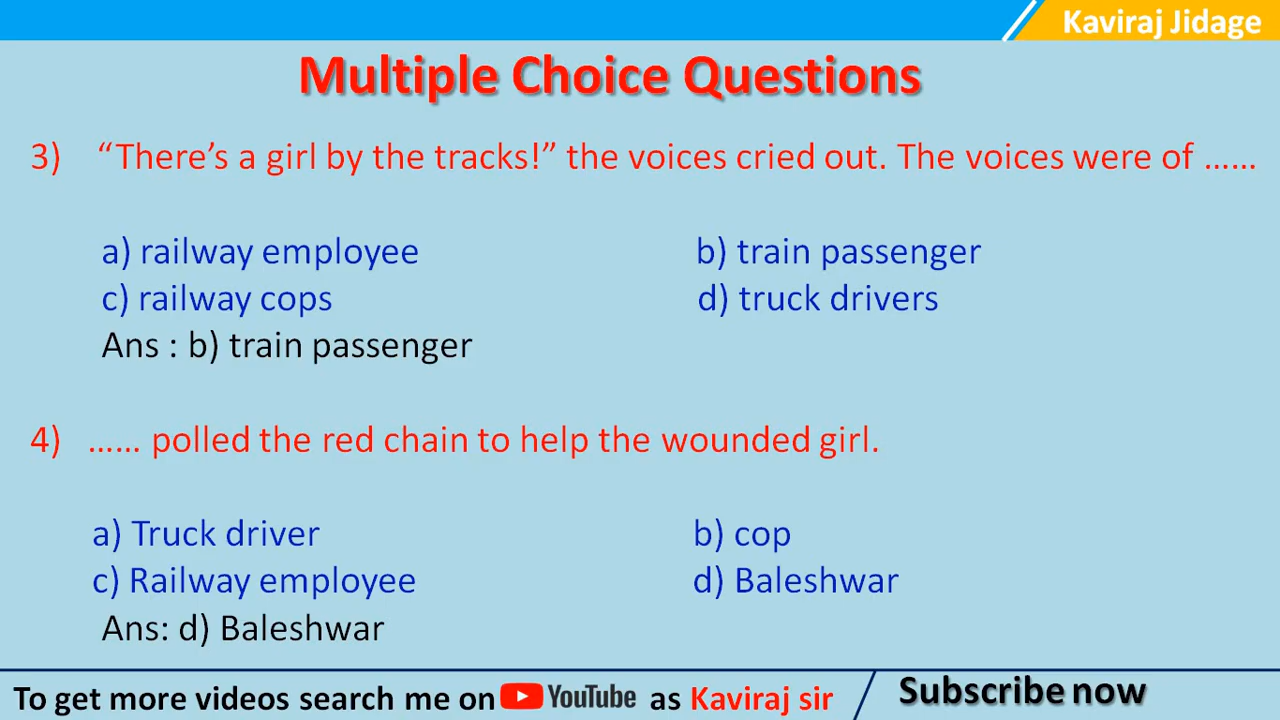 Kaviraj Jidage
Multiple Choice Questions
3) “There’s a girl by the tracks!” the voices cried out. The voices were of ......
a) railway employee b) train passenger
c) railway cops d) truck drivers
Ans : b) train passenger
4) ...... polled the red chain to help the wounded girl.
a) Truck driver b) cop
c) Railway employee d) Baleshwar
Ans: d) Baleshwar
To get more videos search me on YouTube as Kaviraj sir Subscribe now